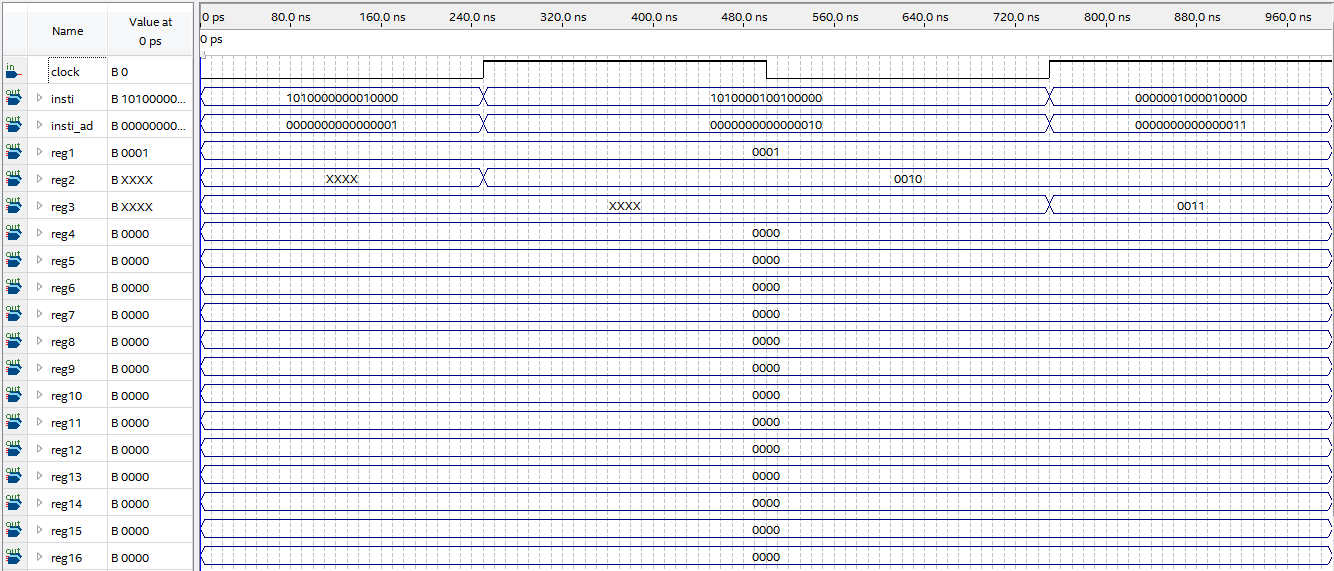 Name
Value at
0 ps
0 ps 80.0 ns 160.0 ns 240.0 ns 320.0 ns 400.0 ns 480.0 ns 560.0 ns 640.0 ns 720.0 ns 800.0 ns 880.0 ns 960.0 ns
0 ps
in clock B 0
out insti B 10100000... 1010000000010000 1010000100100000 0000001000010000
out insti_ad B 00000000... 0000000000000001 0000000000000010 0000000000000011
out reg1 B 0001 0001
out reg2 B XXXX XXXX 0010
out reg3 B XXXX XXXX 0011
out reg4 B 0000 0000
out reg5 B 0000 0000
out reg6 B 0000 0000
out reg7 B 0000 0000
out reg8 B 0000 0000
out reg9 B 0000 0000
out reg10 B 0000 0000
out reg11 B 0000 0000
out reg12 B 0000 0000
out reg13 B 0000 0000
out reg14 B 0000 0000
out reg15 B 0000 0000
out reg16 B 0000 0000